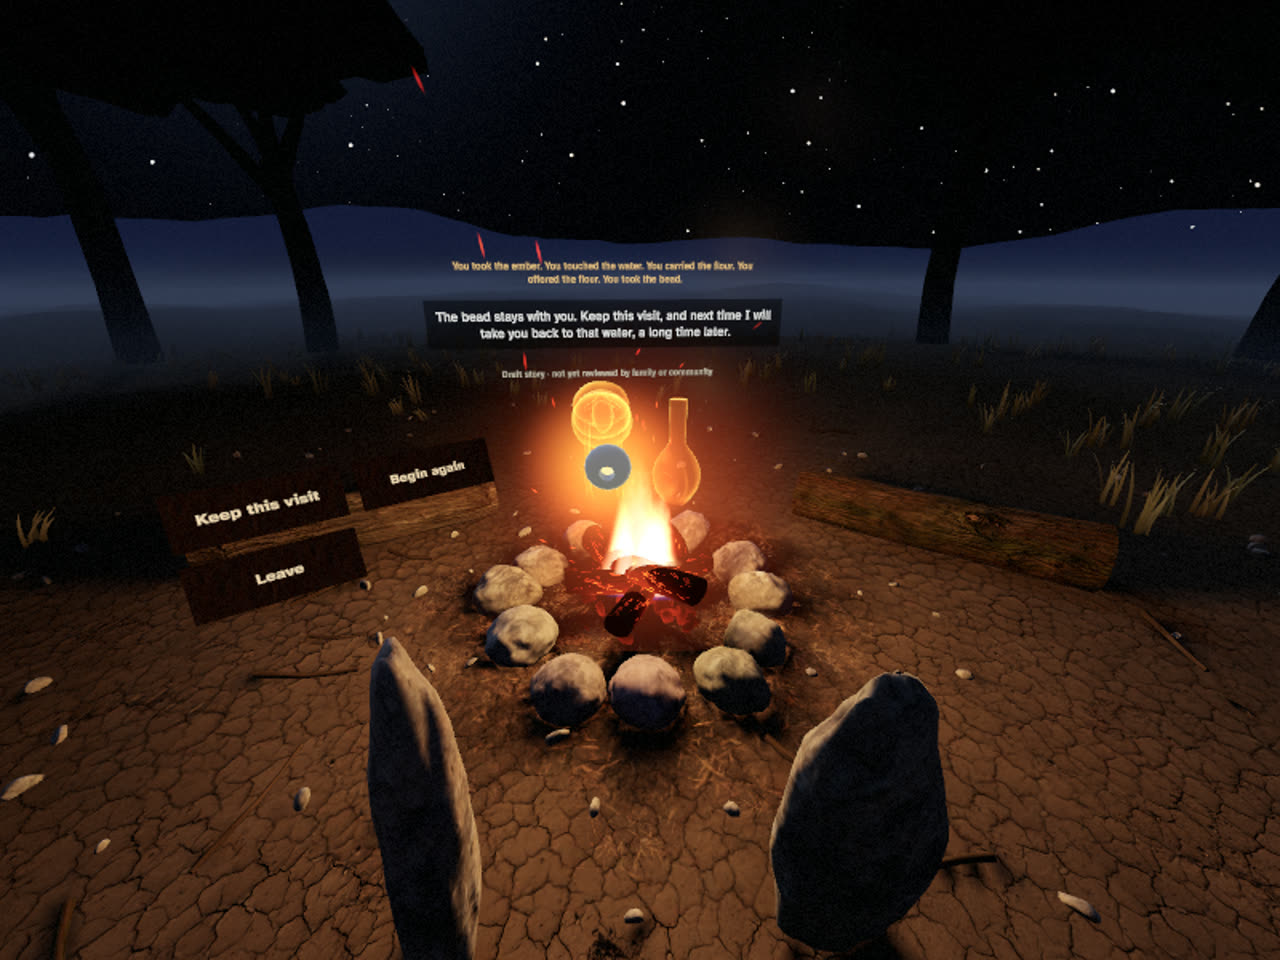 You took the ember. You touched the water. You carried the flour. You
offered the flour. You took the bead.
The bead stays with you. Keep this visit, and next time I will
take you back to that water, a long time later.
Draft story - not yet reviewed by family or community
Begin again
Keep this visit
Leave